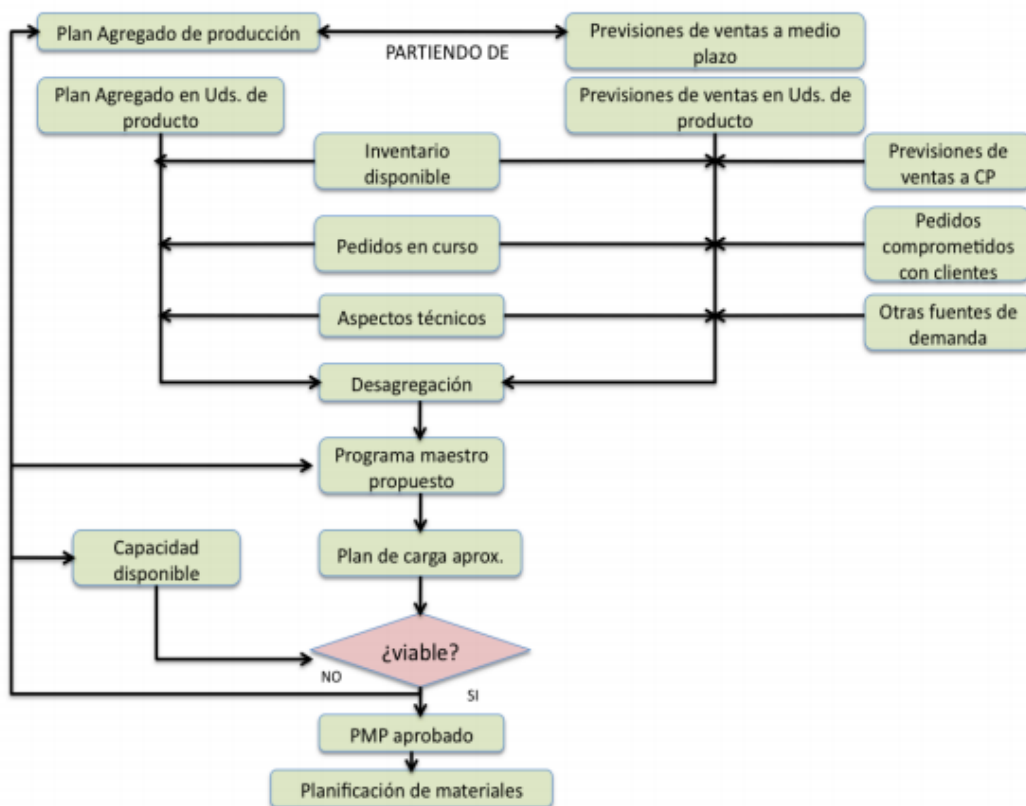 Plan Agregado de producción
PARTIENDO DE
Previsiones de ventas a medio
plazo
Plan Agregado en Uds. de
producto
Previsiones de ventas en Uds. de
producto
Inventario
disponible
Previsiones de
ventas a CP
Pedidos en curso
Pedidos
comprometidos
con clientes
Aspectos técnicos
Otras fuentes de
demanda
Desagregación
Programa maestro
propuesto
Capacidad
disponible
Plan de carga aprox.
¿viable?
NO
SI
PMP aprobado
Planificación de materiales